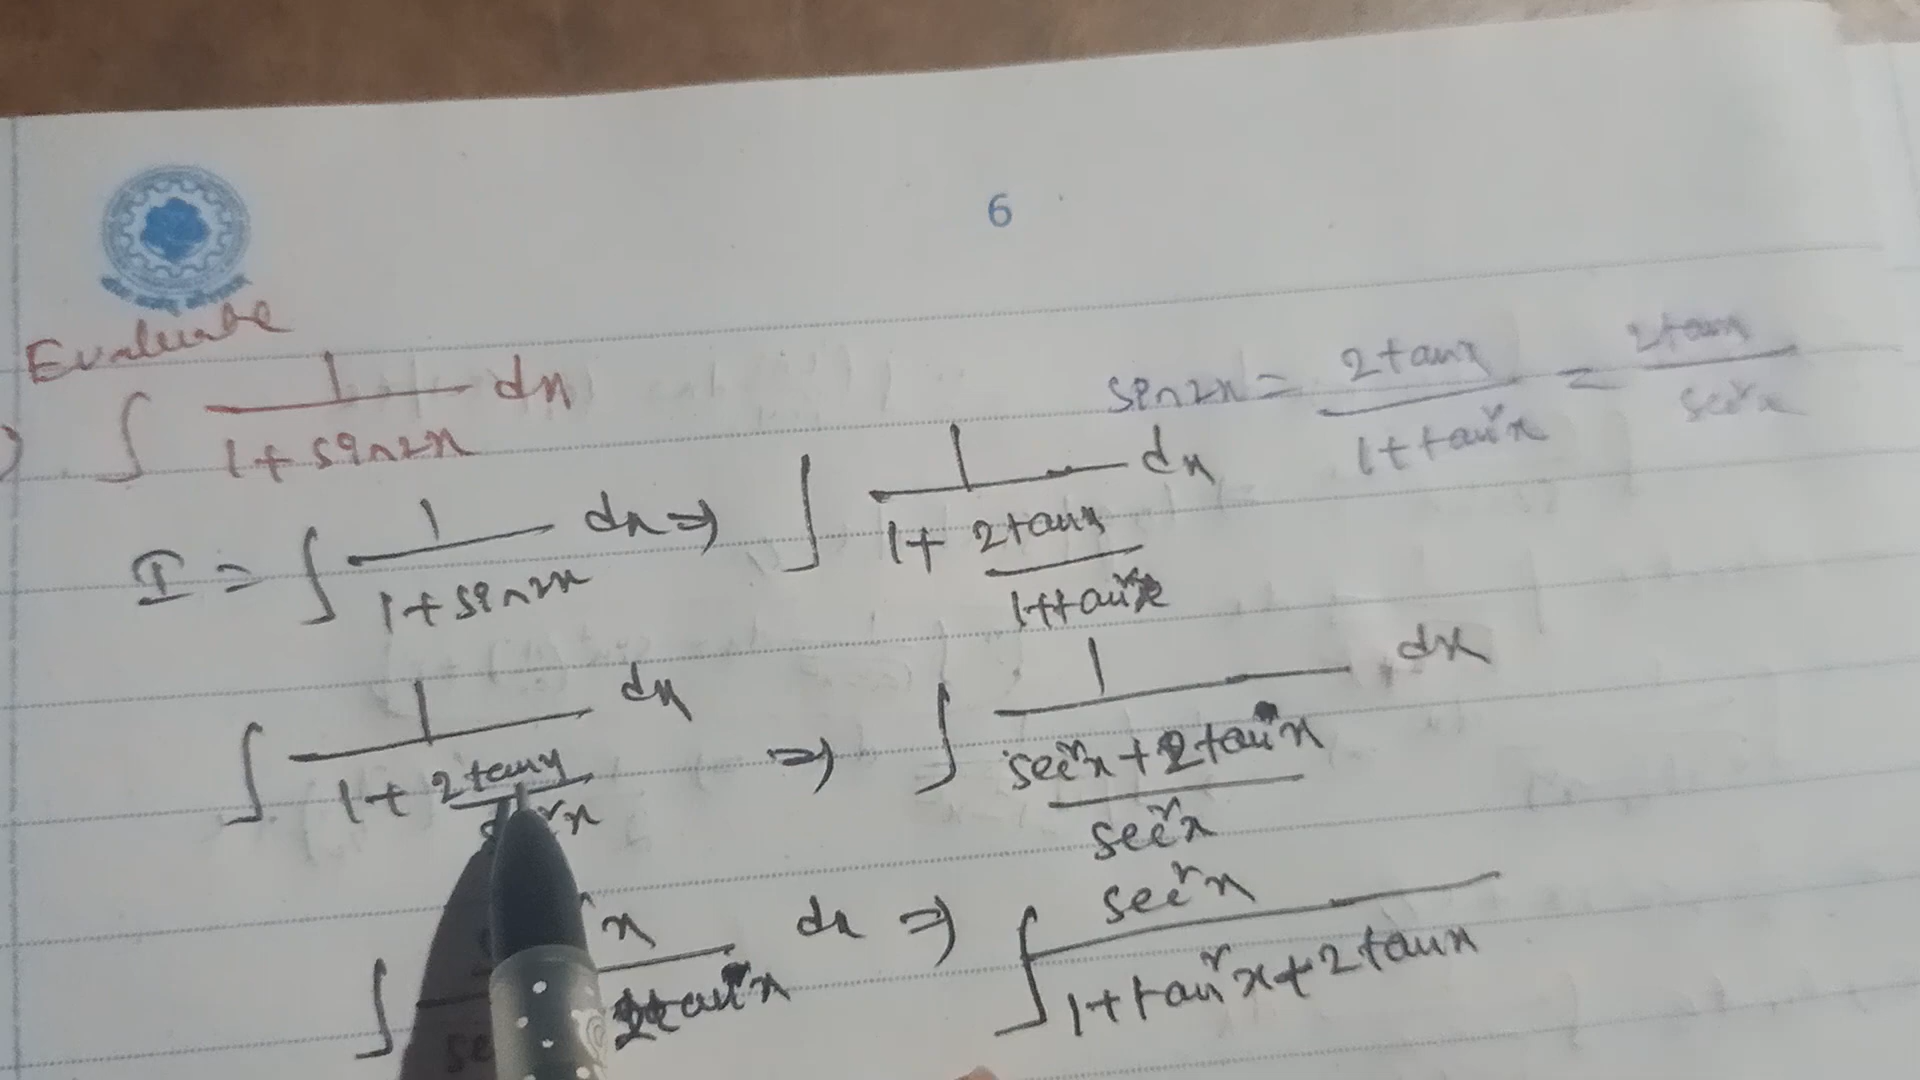 6
Evaluate
∫ 1/(1+sin2x) dx
sin2x = 2tanx/(1+tan²x) = 2tanx/sec²x
I = ∫ 1/(1+sin2x) dx ⇒ ∫ 1/(1+ 2tanx/(1+tan²x)) dx
∫ 1/(1+ 2tanx/sec²x) dx ⇒ ∫ 1/((sec²x+2tanx)/sec²x) dx
∫ x/ 2tanx dx ⇒ ∫ sec²x/(1+tan²x+2tanx)